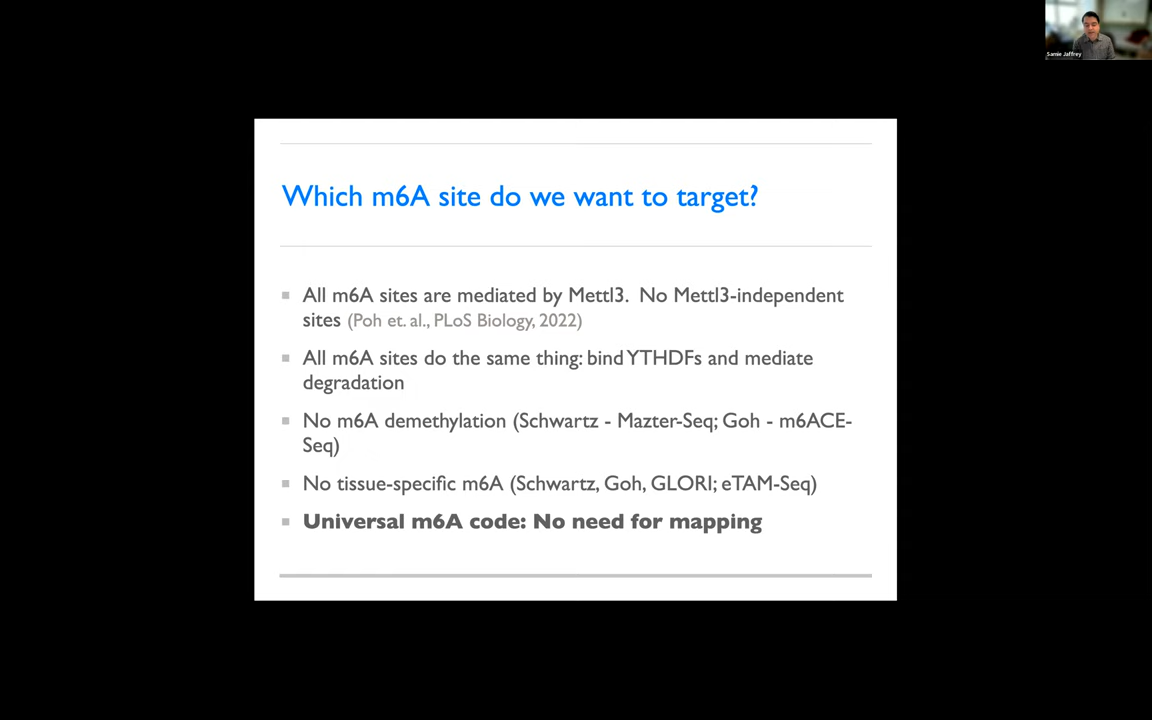 Samie Jaffrey
Which m6A site do we want to target?
All m6A sites are mediated by Mettl3. No Mettl3-independent
sites (Poh et. al., PLoS Biology, 2022)
All m6A sites do the same thing: bind YTHDFs and mediate
degradation
No m6A demethylation (Schwartz - Mazter-Seq; Goh - m6ACE-
Seq)
No tissue-specific m6A (Schwartz, Goh, GLORI; eTAM-Seq)
Universal m6A code: No need for mapping